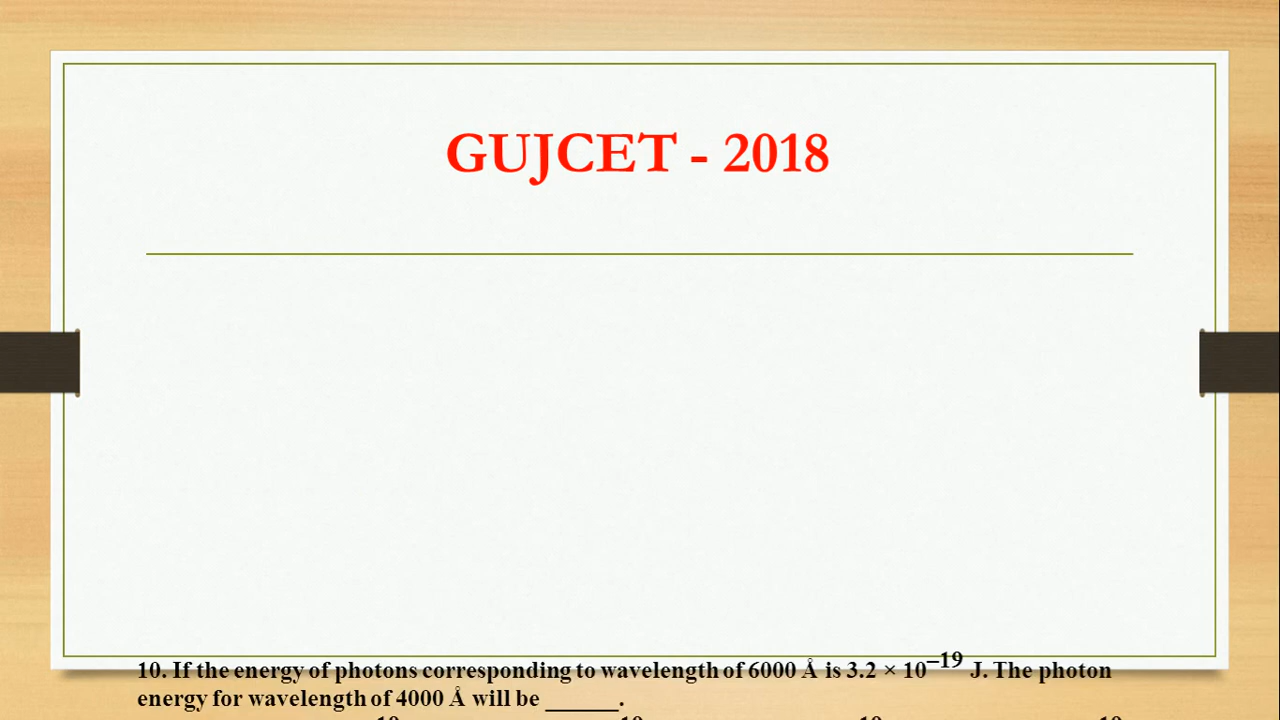 GUJCET - 2018
10. If the energy of photons corresponding to wavelength of 6000 Å is 3.2 × 10⁻¹⁹ J. The photon
energy for wavelength of 4000 Å will be ______.